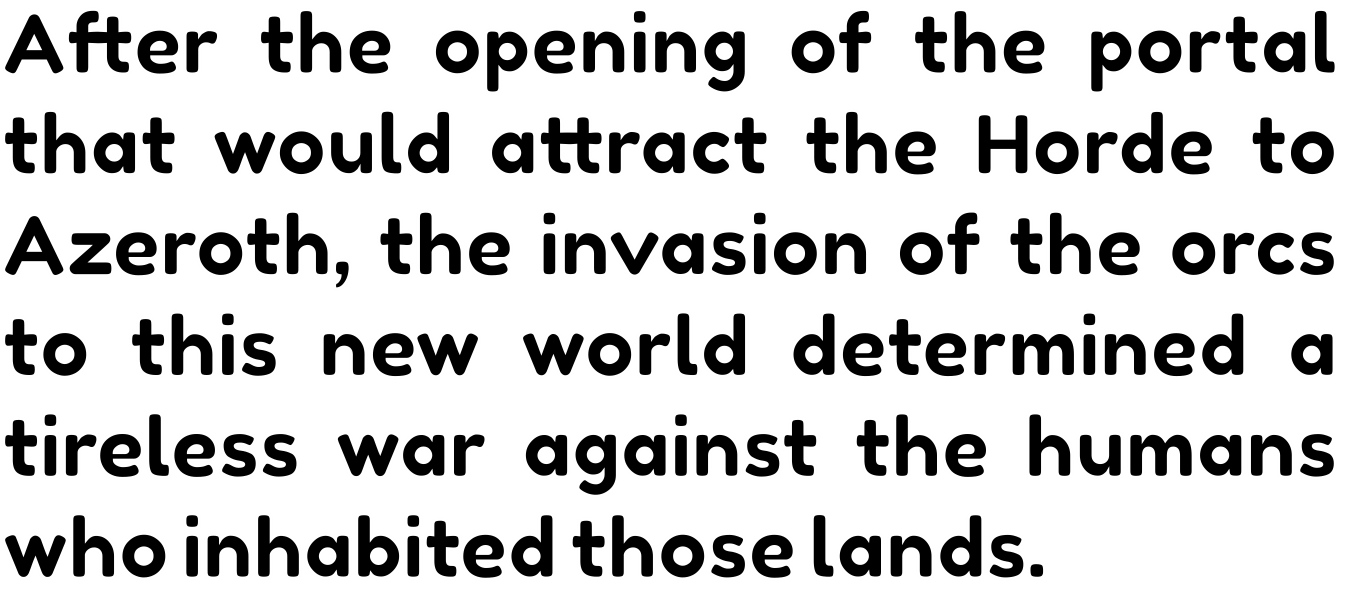 After the opening of the portal
that would attract the Horde to
Azeroth, the invasion of the orcs
to this new world determined a
tireless war against the humans
who inhabited those lands.